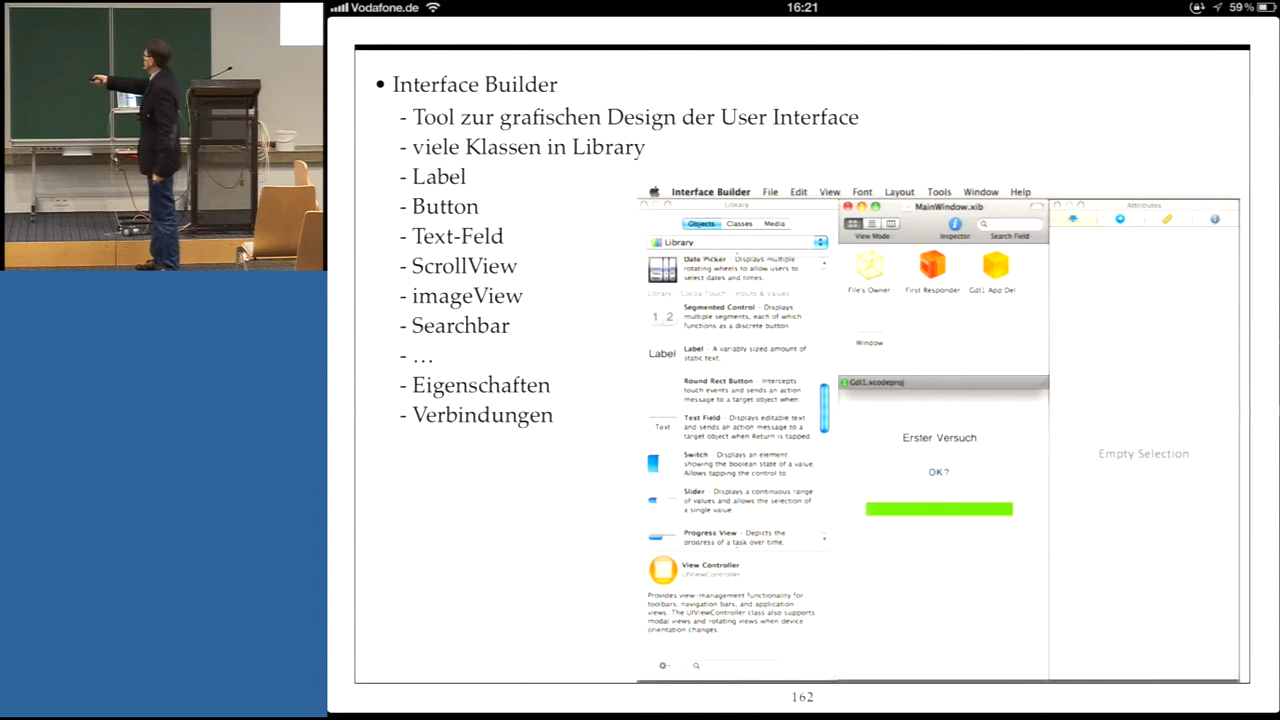 Vodafone.de
16:21
59 %
• Interface Builder
- Tool zur grafischen Design der User Interface
- viele Klassen in Library
- Label
- Button
- Text-Feld
- ScrollView
- imageView
- Searchbar
- ...
- Eigenschaften
- Verbindungen
Interface Builder File Edit View Font Layout Tools Window Help
Library
Objects Classes Media
Library
Date Picker - Displays multiple
rotating wheels to allow users to
select dates and times.
Library - Cocoa Touch - Inputs & Values
1 2
Segmented Control - Displays
multiple segments, each of which
functions as a discrete button.
Label
Label - A variably sized amount of
static text.
Round Rect Button - Intercepts
touch events and sends an action
message to a target object when
Text
Text Field - Displays editable text
and sends an action message to a
target object when Return is tapped.
Switch - Displays an element
showing the boolean state of a value.
Allows tapping the control to
Slider - Displays a continuous range
of values and allows the selection of
a single value.
Progress View - Depicts the
progress of a task over time.
View Controller
UIViewController
Provides view-management functionality for
toolbars, navigation bars, and application
views. The UIViewController class also supports
modal views and rotating views when device
orientation changes.
MainWindow.xib
View Mode Inspector Search Field
File's Owner First Responder Gdl1 App Del
Window
Gdl1.xcodeproj
Erster Versuch
OK?
Attributes
Empty Selection
162